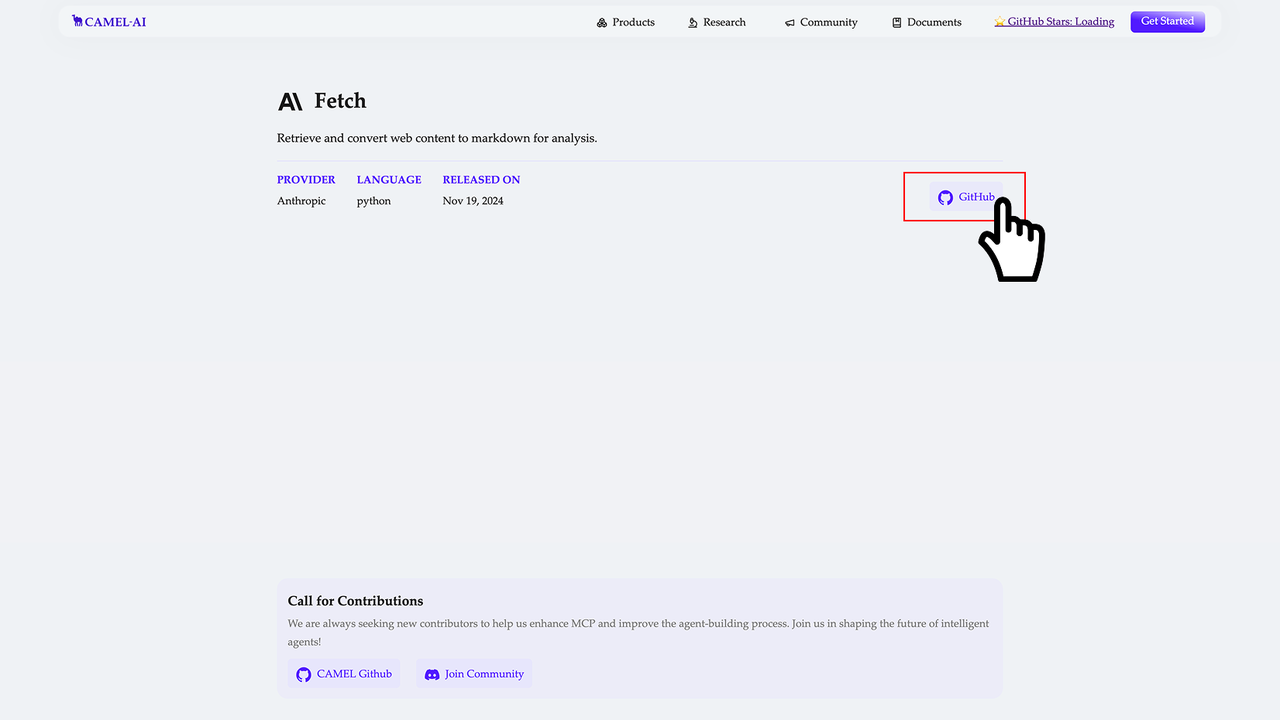 CAMEL-AI
Products
Research
Community
Documents
⭐ GitHub Stars: Loading
Get Started
Fetch
Retrieve and convert web content to markdown for analysis.
PROVIDER
Anthropic
LANGUAGE
python
RELEASED ON
Nov 19, 2024
GitHub
Call for Contributions
We are always seeking new contributors to help us enhance MCP and improve the agent-building process. Join us in shaping the future of intelligent
agents!
CAMEL Github
Join Community